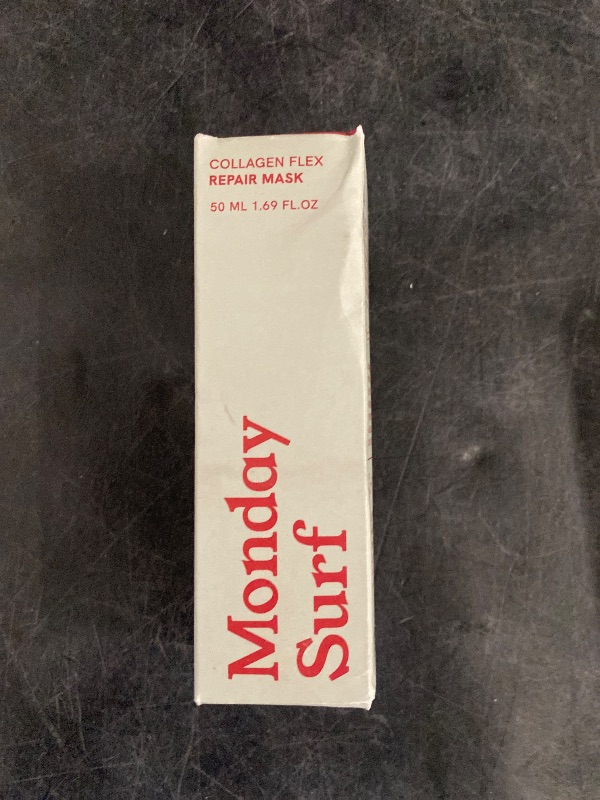 COLLAGEN FLEX
REPAIR MASK
50 ML 1.69 FL.OZ
Monday
Surf